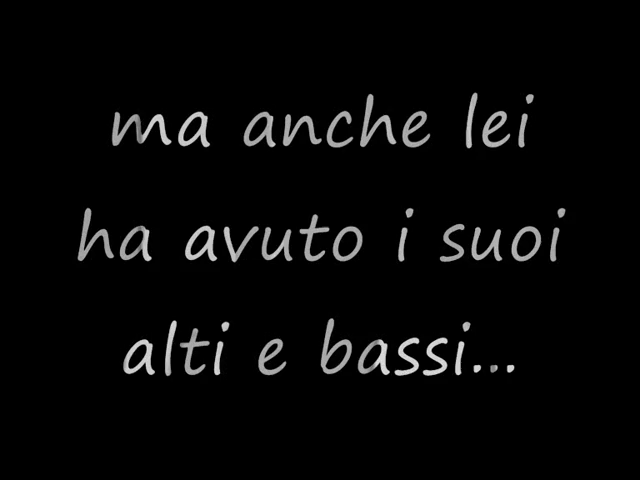 ma anche lei
ha avuto i suoi
alti e bassi...